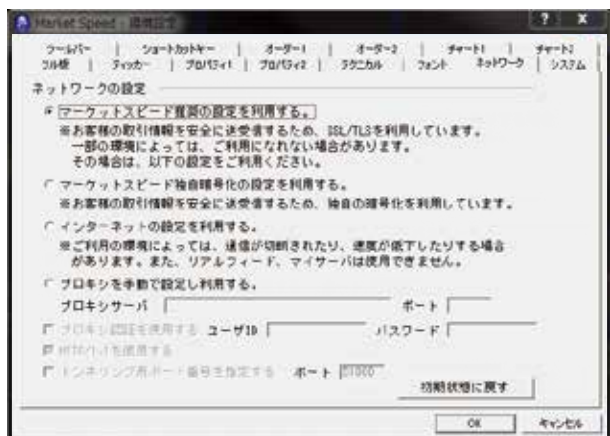 Market Speed : 環境設定
ツールバー | ショートカットキー | オーダー1 | オーダー2 | チャート1 | チャート2
フル板 | ティッカー | プロパティ1 | プロパティ2 | テクニカル | フォント ネットワーク | システム
ネットワークの設定
マーケットスピード推奨の設定を利用する。
※お客様の取引情報を安全に送受信するため、SSL/TLSを利用しています。
一部の環境によっては、ご利用になれない場合があります。
その場合は、以下の設定をご利用ください。
マーケットスピード独自暗号化の設定を利用する。
※お客様の取引情報を安全に送受信するため、独自の暗号化を利用しています。
インターネットの設定を利用する。
※ご利用の環境によっては、通信が切断されたり、速度が低下したりする場合
があります。また、リアルフィード、マイサーバは使用できません。
プロキシを手動で設定し利用する。
プロキシサーバ ポート
プロキシ認証を使用する ユーザID パスワード
HTTP/1.1を使用する
トンネリング用ポート番号を指定する ポート
初期状態に戻す
OK キャンセル